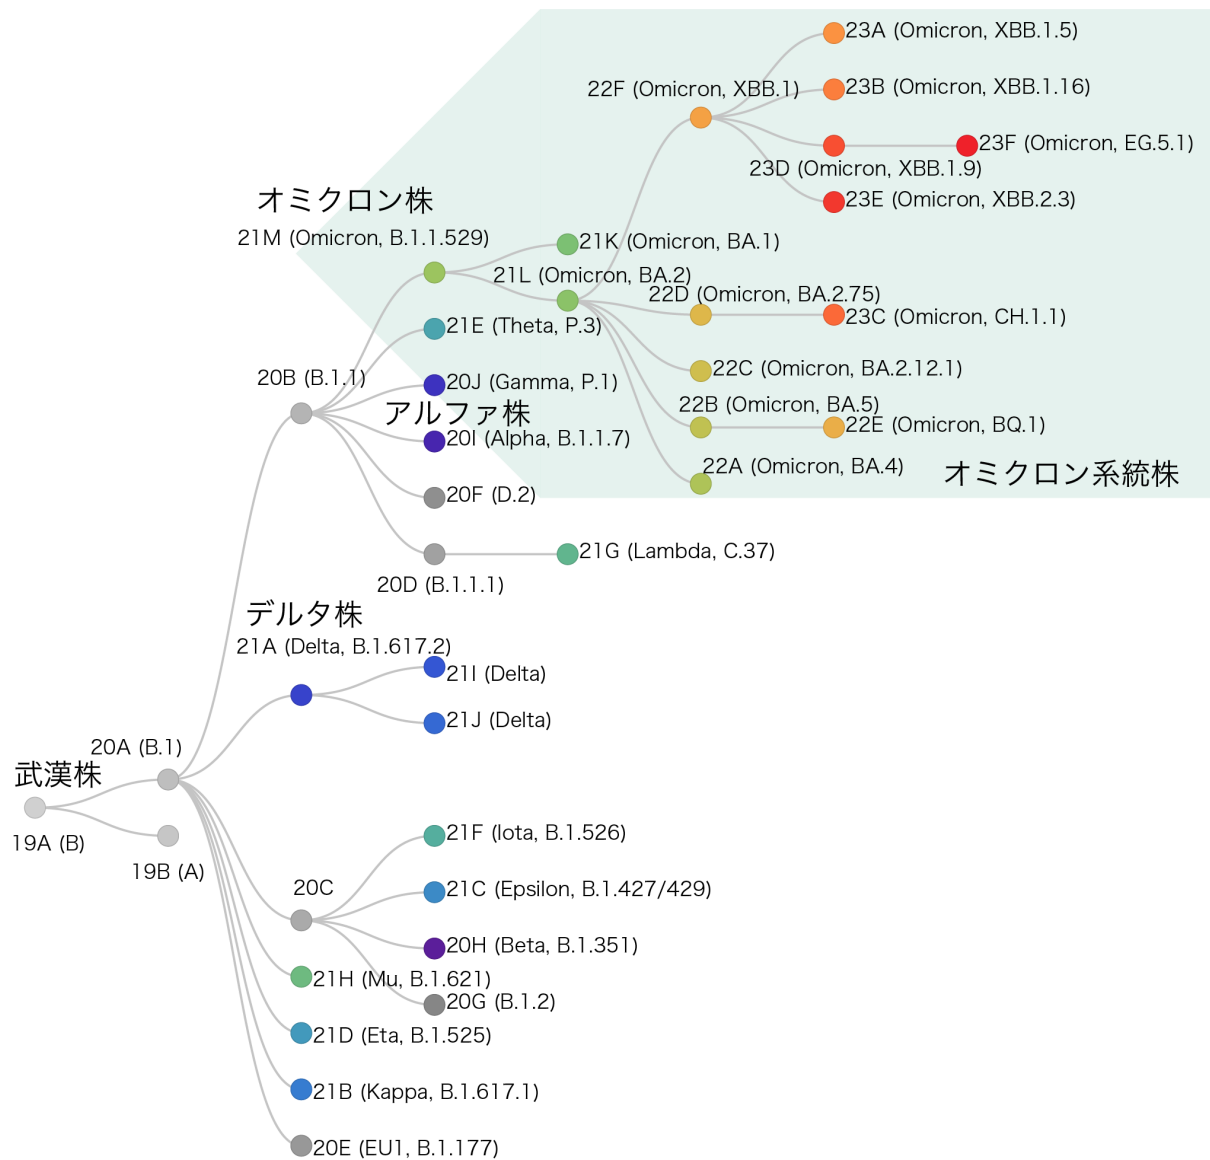 23A (Omicron, XBB.1.5)
22F (Omicron, XBB.1)
23B (Omicron, XBB.1.16)
23F (Omicron, EG.5.1)
23D (Omicron, XBB.1.9)
23E (Omicron, XBB.2.3)
オミクロン株
21M (Omicron, B.1.1.529)
21K (Omicron, BA.1)
21L (Omicron, BA.2)
22D (Omicron, BA.2.75)
23C (Omicron, CH.1.1)
21E (Theta, P.3)
22C (Omicron, BA.2.12.1)
20B (B.1.1)
20J (Gamma, P.1)
22B (Omicron, BA.5)
アルファ株
22E (Omicron, BQ.1)
20I (Alpha, B.1.1.7)
22A (Omicron, BA.4)
オミクロン系統株
20F (D.2)
21G (Lambda, C.37)
20D (B.1.1.1)
デルタ株
21A (Delta, B.1.617.2)
21I (Delta)
21J (Delta)
20A (B.1)
武漢株
19A (B)
19B (A)
21F (Iota, B.1.526)
20C
21C (Epsilon, B.1.427/429)
20H (Beta, B.1.351)
21H (Mu, B.1.621)
20G (B.1.2)
21D (Eta, B.1.525)
21B (Kappa, B.1.617.1)
20E (EU1, B.1.177)